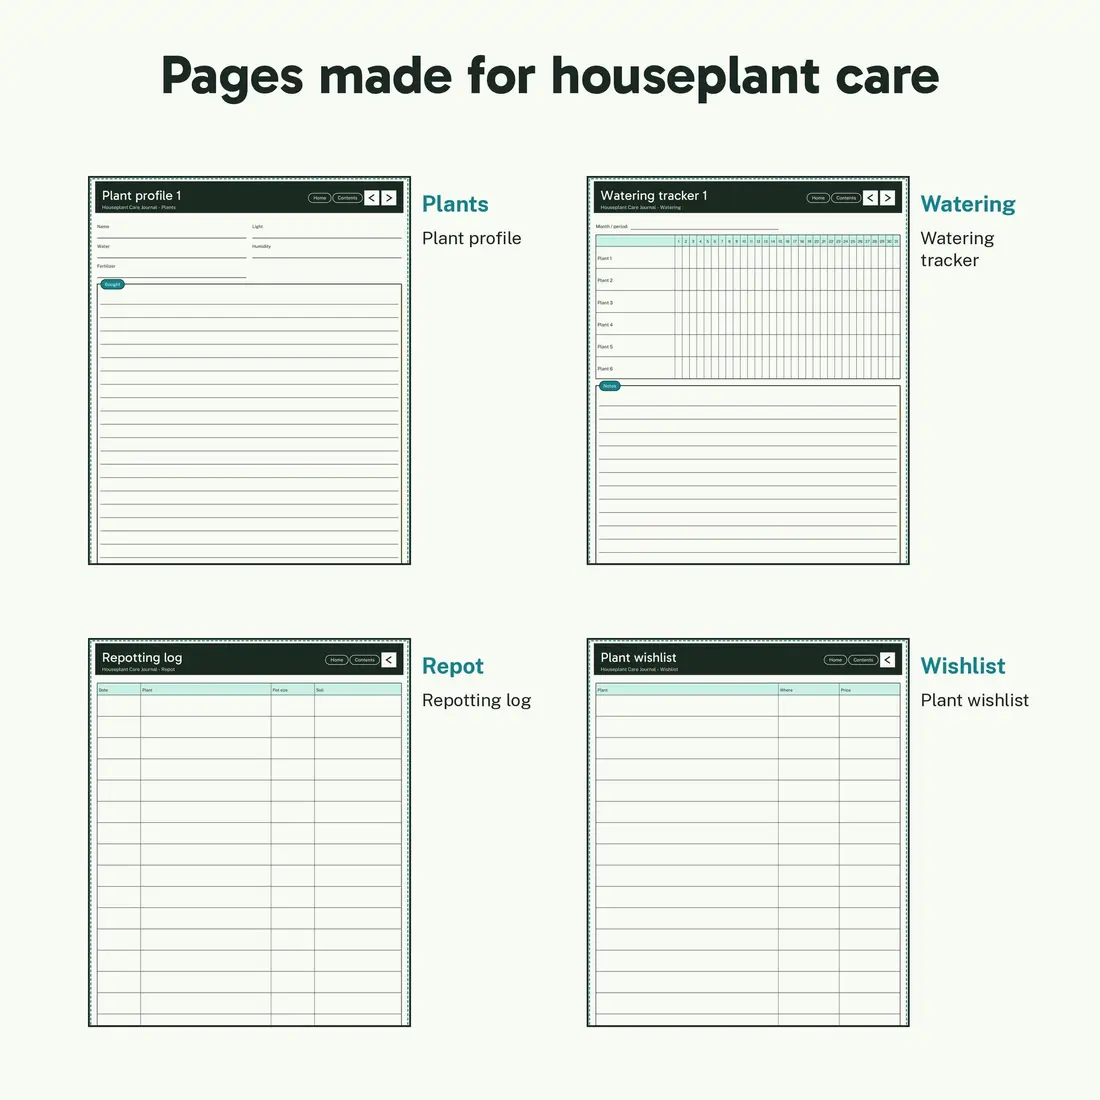 Pages made for houseplant care
Plant profile 1
Houseplant Care Journal - Plants
Home
Contents
<
>
Name
Light
Water
Humidity
Fertilizer
Bought
Plants
Plant profile
Watering tracker 1
Houseplant Care Journal - Watering
Home
Contents
<
>
Month / period
1 2 3 4 5 6 7 8 9 10 11 12 13 14 15 16 17 18 19 20 21 22 23 24 25 26 27 28 29 30 31
Plant 1
Plant 2
Plant 3
Plant 4
Plant 5
Plant 6
Notes
Watering
Watering
tracker
Repotting log
Houseplant Care Journal - Repot
Home
Contents
<
Date
Plant
Pot size
Soil
Repot
Repotting log
Plant wishlist
Houseplant Care Journal - Wishlist
Home
Contents
<
Plant
Where
Price
Wishlist
Plant wishlist